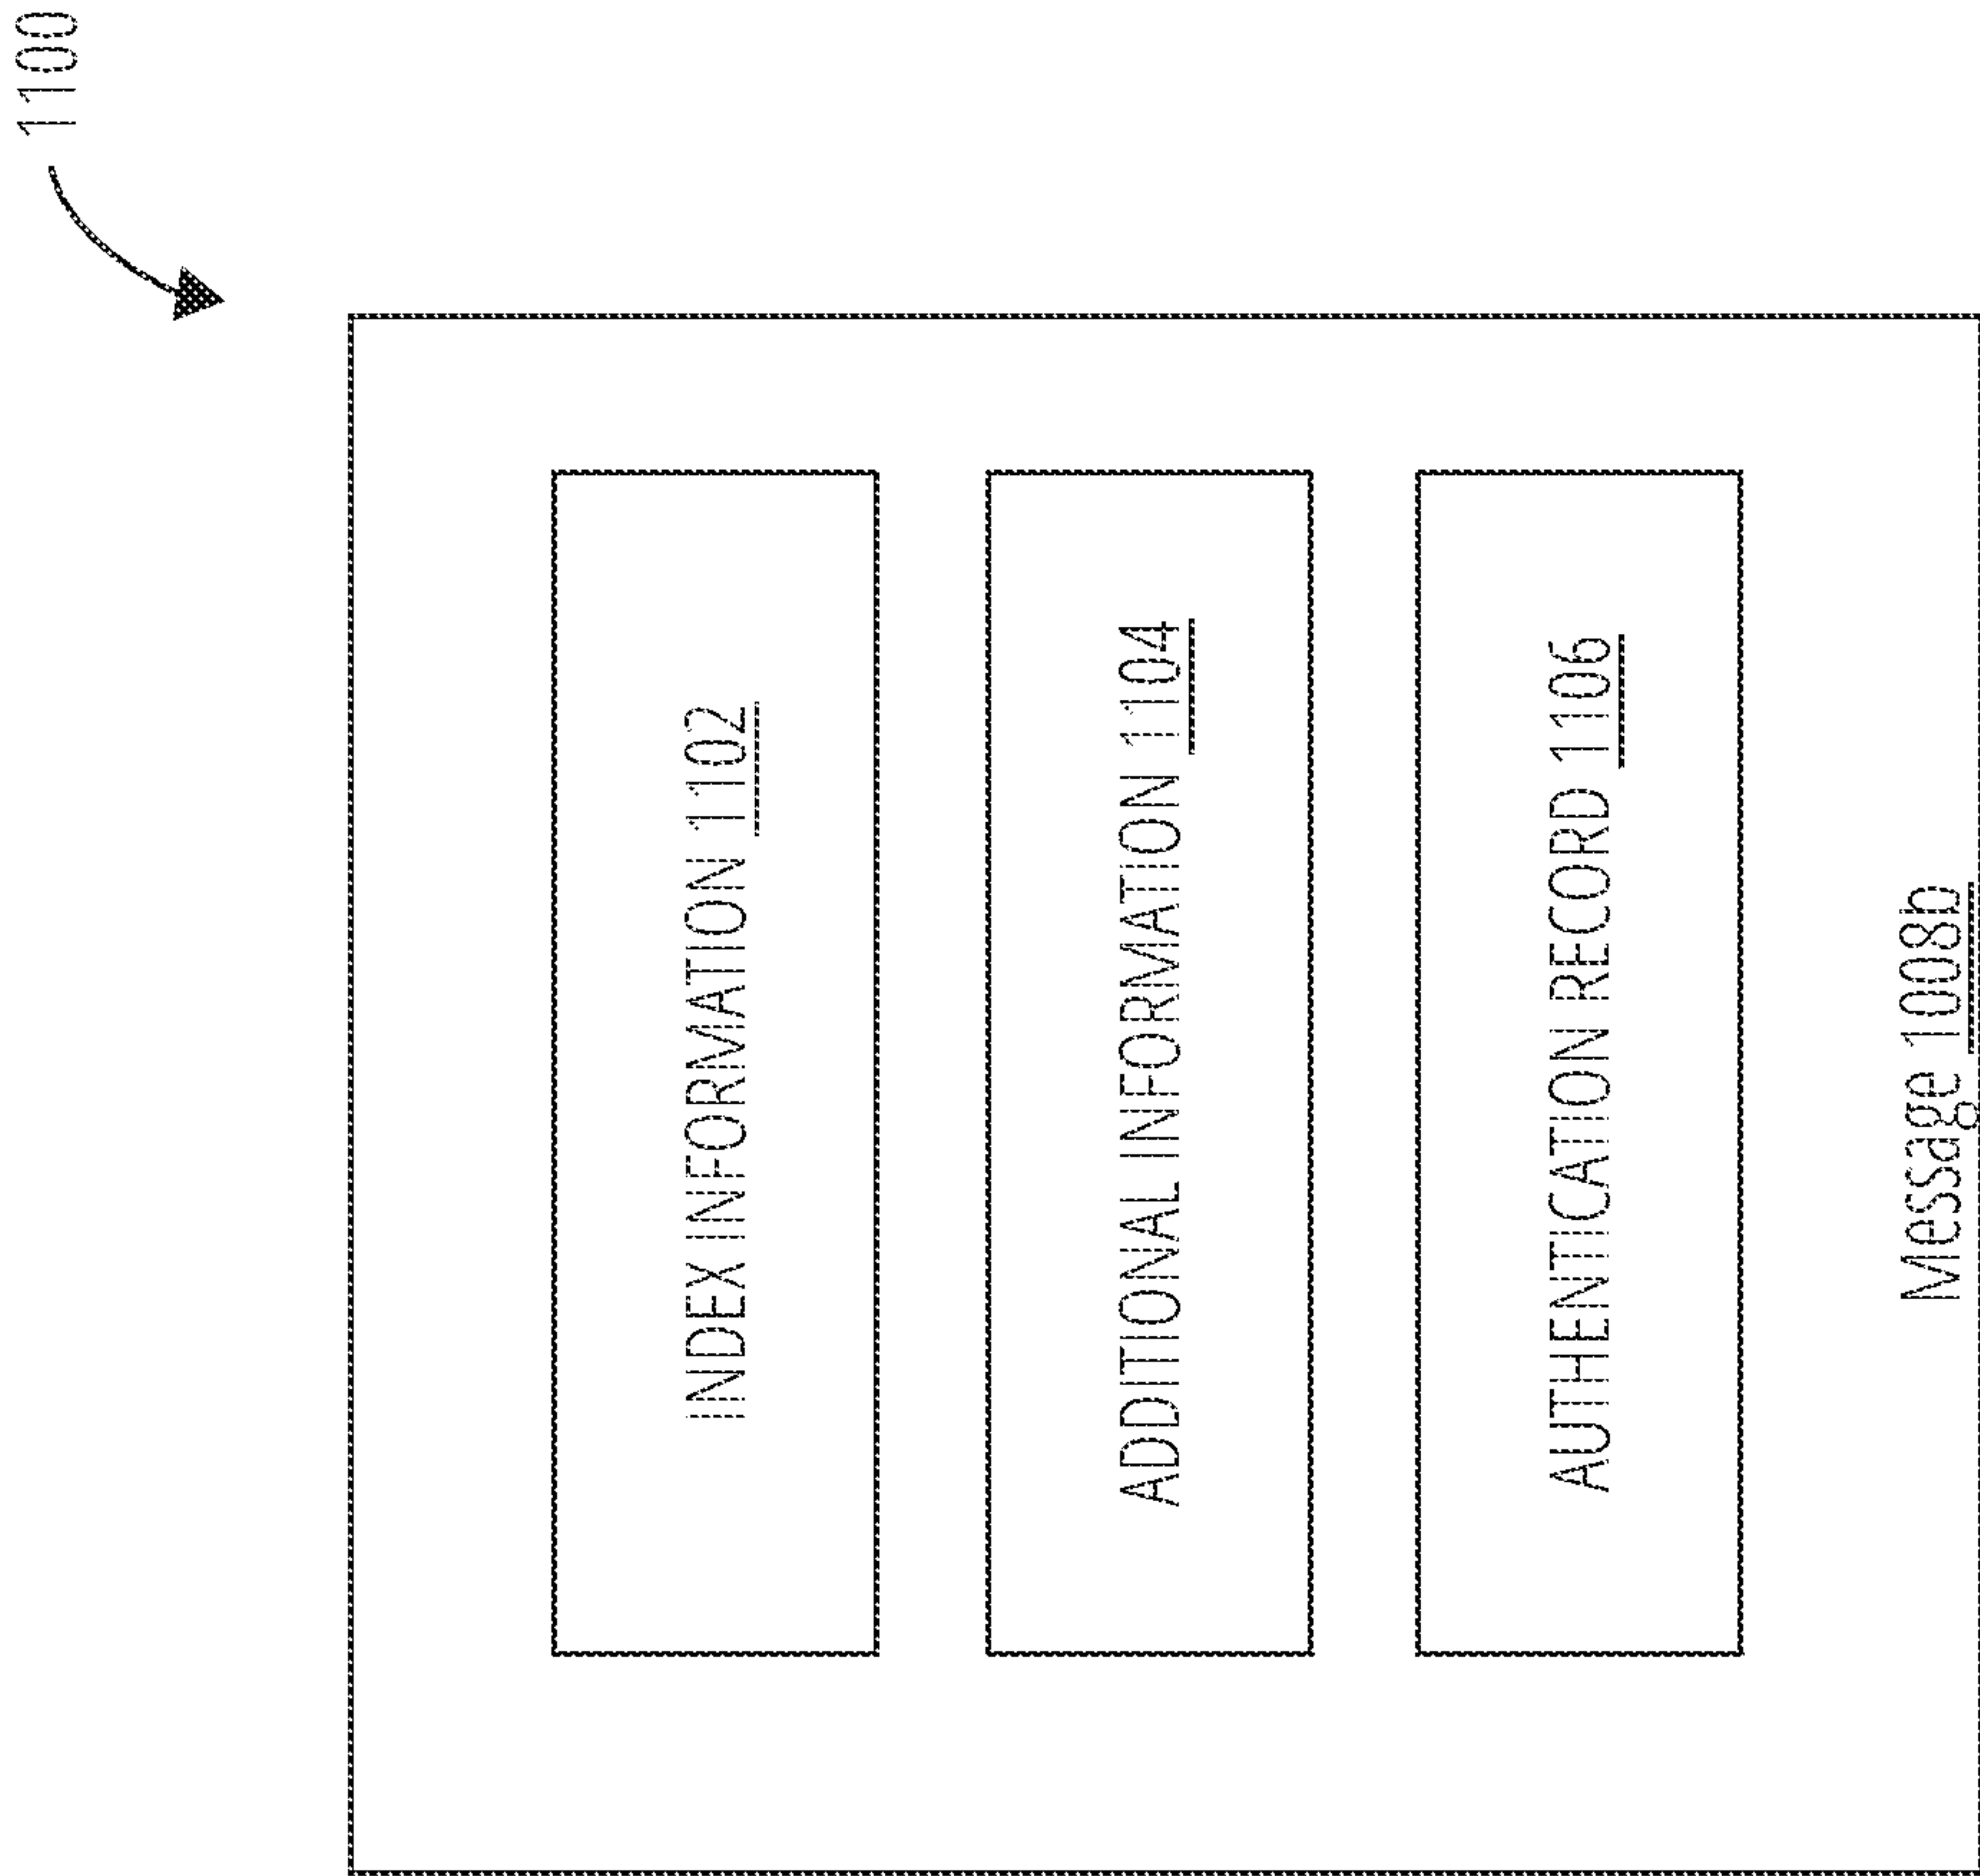 1100
INDEX INFORMATION 1102
ADDITIONAL INFORMATION 1104
AUTHENTICATION RECORD 1106
Message 1008b